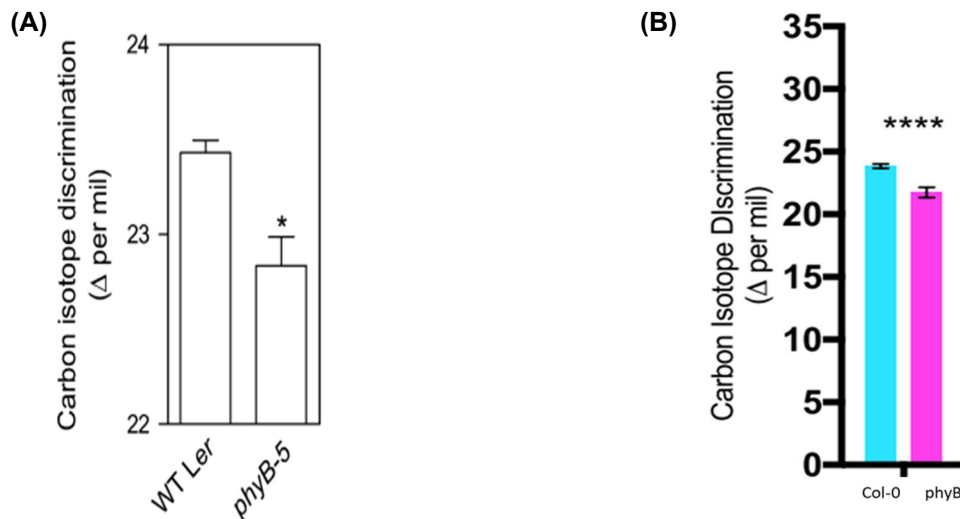 (A)
Carbon isotope discrimination
(Δ per mil)
24
23
22
*
WT Ler
phyB-5
(B)
Carbon Isotope DIscrimination
(Δ per mil)
35
30
25
20
15
10
5
0
****
Col-0
phyB